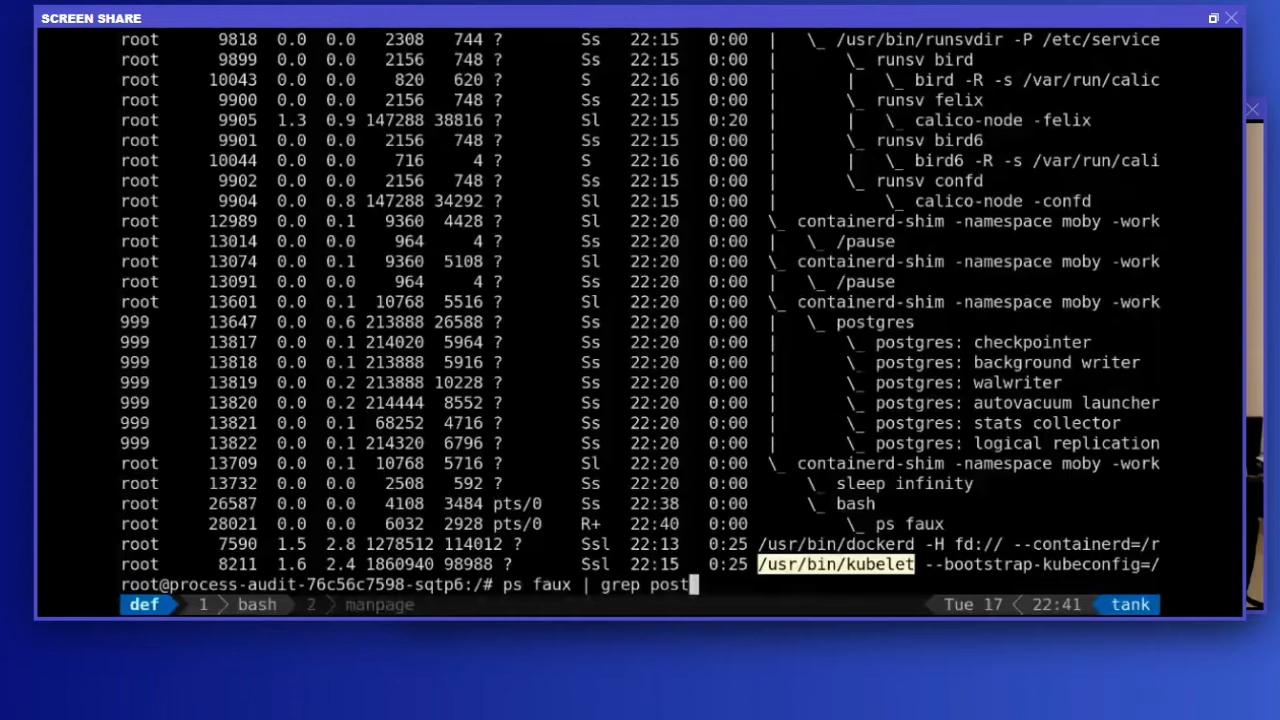 SCREEN SHARE
root 9818 0.0 0.0 2308 744 ? Ss 22:15 0:00 | \_ /usr/bin/runsvdir -P /etc/service
root 9899 0.0 0.0 2156 748 ? Ss 22:15 0:00 | \_ runsv bird
root 10043 0.0 0.0 820 620 ? S 22:16 0:00 | | \_ bird -R -s /var/run/calic
root 9900 0.0 0.0 2156 748 ? Ss 22:15 0:00 | \_ runsv felix
root 9905 1.3 0.9 147288 38816 ? Sl 22:15 0:20 | | \_ calico-node -felix
root 9901 0.0 0.0 2156 748 ? Ss 22:15 0:00 | \_ runsv bird6
root 10044 0.0 0.0 716 4 ? S 22:16 0:00 | | \_ bird6 -R -s /var/run/cali
root 9902 0.0 0.0 2156 748 ? Ss 22:15 0:00 | \_ runsv confd
root 9904 0.0 0.8 147288 34292 ? Sl 22:15 0:00 | \_ calico-node -confd
root 12989 0.0 0.1 9360 4428 ? Sl 22:20 0:00 \_ containerd-shim -namespace moby -work
root 13014 0.0 0.0 964 4 ? Ss 22:20 0:00 | \_ /pause
root 13074 0.0 0.1 9360 5108 ? Sl 22:20 0:00 \_ containerd-shim -namespace moby -work
root 13091 0.0 0.0 964 4 ? Ss 22:20 0:00 | \_ /pause
root 13601 0.0 0.1 10768 5516 ? Sl 22:20 0:00 \_ containerd-shim -namespace moby -work
999 13647 0.0 0.6 213888 26588 ? Ss 22:20 0:00 | \_ postgres
999 13817 0.0 0.1 214020 5964 ? Ss 22:20 0:00 | \_ postgres: checkpointer
999 13818 0.0 0.1 213888 5916 ? Ss 22:20 0:00 | \_ postgres: background writer
999 13819 0.0 0.2 213888 10228 ? Ss 22:20 0:00 | \_ postgres: walwriter
999 13820 0.0 0.2 214444 8552 ? Ss 22:20 0:00 | \_ postgres: autovacuum launcher
999 13821 0.0 0.1 68252 4716 ? Ss 22:20 0:00 | \_ postgres: stats collector
999 13822 0.0 0.1 214320 6796 ? Ss 22:20 0:00 | \_ postgres: logical replication
root 13709 0.0 0.1 10768 5716 ? Sl 22:20 0:00 \_ containerd-shim -namespace moby -work
root 13732 0.0 0.0 2508 592 ? Ss 22:20 0:00 \_ sleep infinity
root 26587 0.0 0.0 4108 3484 pts/0 Ss 22:38 0:00 \_ bash
root 28021 0.0 0.0 6032 2928 pts/0 R+ 22:40 0:00 \_ ps faux
root 7590 1.5 2.8 1278512 114012 ? Ssl 22:13 0:25 /usr/bin/dockerd -H fd:// --containerd=/r
root 8211 1.6 2.4 1860940 98988 ? Ssl 22:15 0:25 /usr/bin/kubelet --bootstrap-kubeconfig=/
root@process-audit-76c56c7598-sqtp6:/# ps faux | grep post
def 1 bash 2 manpage Tue 17 22:41 tank